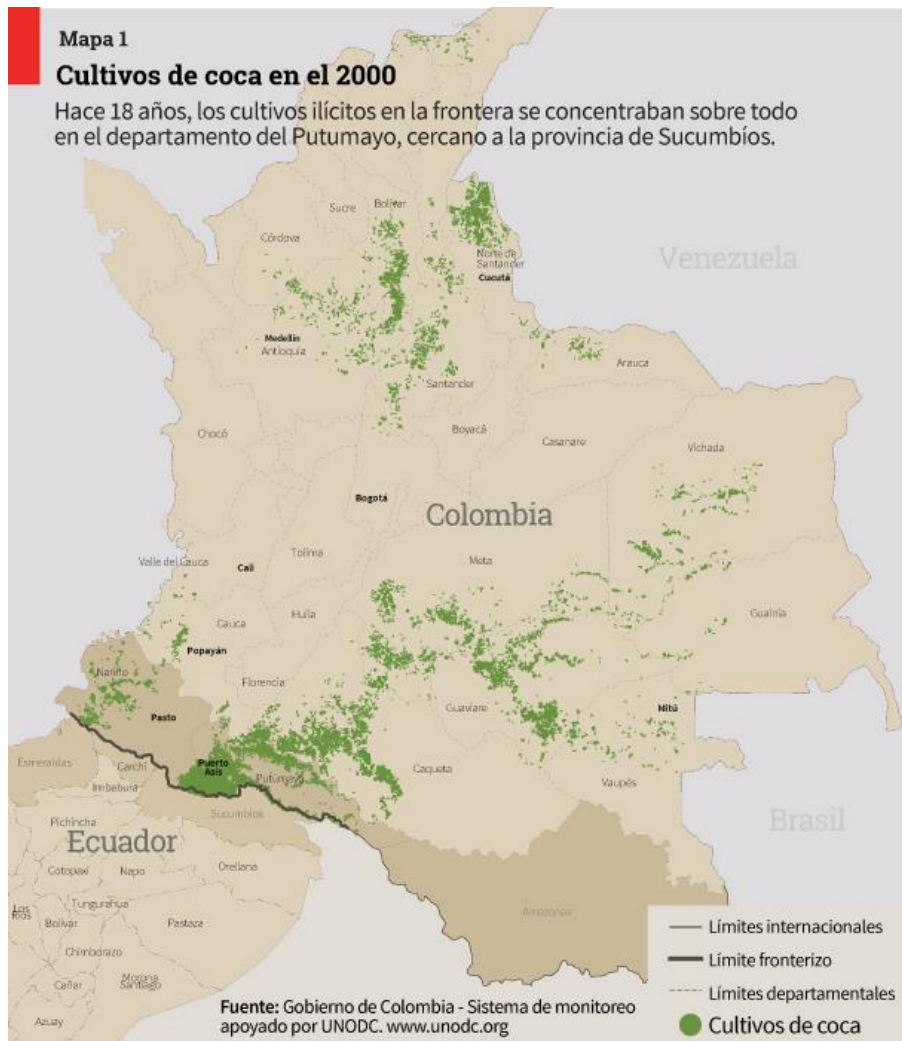 Mapa 1
Cultivos de coca en el 2000
Hace 18 años, los cultivos ilícitos en la frontera se concentraban sobre todo
en el departamento del Putumayo, cercano a la provincia de Sucumbíos.
Sucre
Bolívar
Córdova
Norte de
Santander
Cucutá
Venezuela
Medellín
Antioquia
Arauca
Santander
Chocó
Boyacá
Casanare
Vichada
Bogotá
Colombia
Valle del Cauca
Cali
Tolima
Meta
Cauca
Huila
Guainía
Popayán
Nariño
Florencia
Pasto
Guaviare
Mitú
Esmeraldas
Carchi
Puerto
Asís
Putumayo
Caqueta
Vaupés
Imbabura
Sucumbíos
Pichincha
Ecuador
Brasil
Cotopaxi
Napo
Orellana
Los
Ríos
Tungurahua
Bolívar
Pastaza
Amazonas
Chimborazo
Cañar
Morona
Santiago
Azuay
Límites internacionales
Límite fronterizo
Límites departamentales
Cultivos de coca
Fuente: Gobierno de Colombia - Sistema de monitoreo
apoyado por UNODC. www.unodc.org